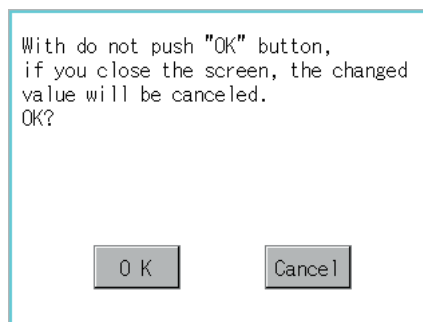 With do not push "OK" button,
if you close the screen, the changed
value will be canceled.
OK?
O K
Cancel